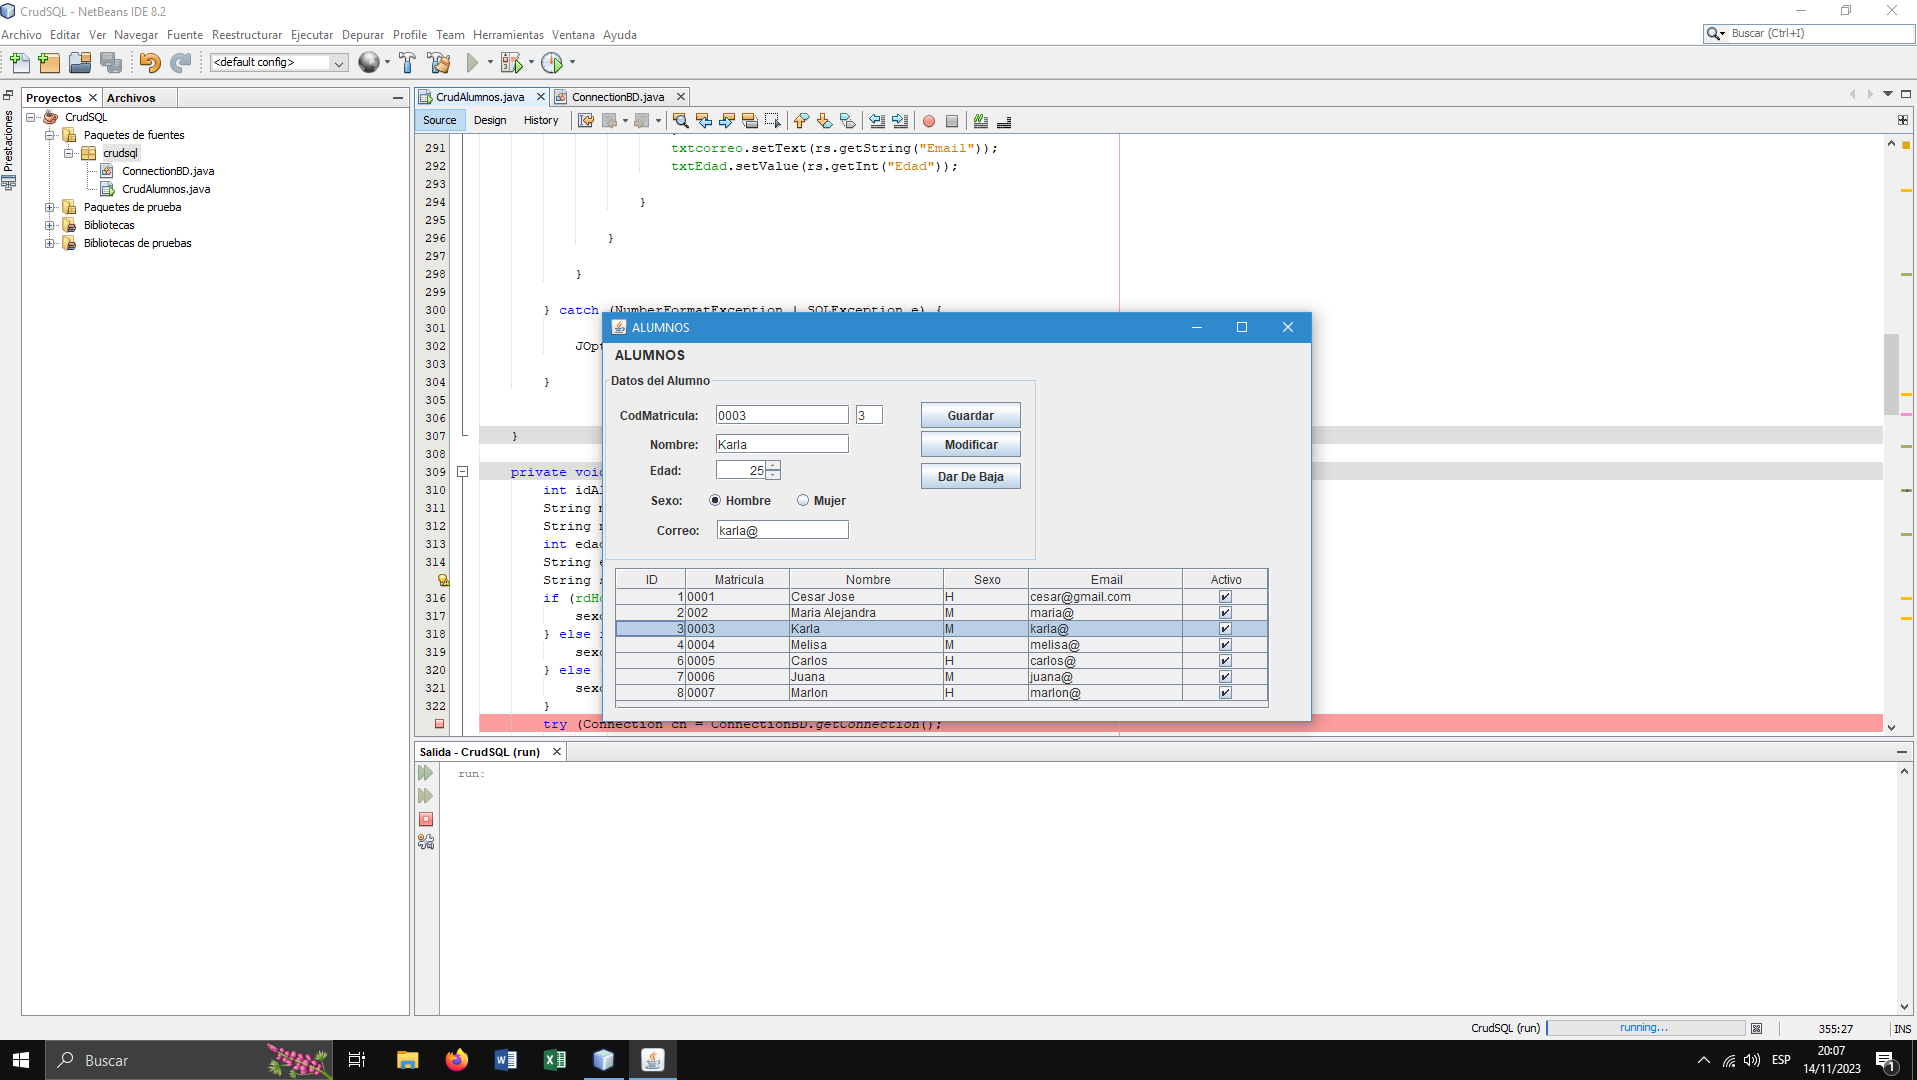 CrudSQL - NetBeans IDE 8.2
Archivo Editar Ver Navegar Fuente Reestructurar Ejecutar Depurar Profile Team Herramientas Ventana Ayuda
Buscar (Ctrl+I)
<default config>
Proyectos Archivos
CrudAlumnos.java ConnectionBD.java
Prestaciones
CrudSQL
Paquetes de fuentes
crudsql
ConnectionBD.java
CrudAlumnos.java
Paquetes de prueba
Bibliotecas
Bibliotecas de pruebas
Source Design History
291 txtcorreo.setText(rs.getString("Email"));
292 txtEdad.setValue(rs.getInt("Edad"));
293
294 }
295
296 }
297
298 }
299
300 } catch (NumberFormatException | SQLException e) {
301
302 JOp
303
304 }
305
306
307 }
308
309 private voi
310 int idA
311 String
312 String
313 int eda
314 String
String
316 if (rdH
317 sex
318 } else
319 sex
320 } else
321 sex
322 }
try (Connection cn = ConnectionBD.getConnection();
ALUMNOS
ALUMNOS
Datos del Alumno
CodMatricula: 0003 3 Guardar
Nombre: Karla Modificar
Edad: 25 Dar De Baja
Sexo: Hombre Mujer
Correo: karla@
ID Matricula Nombre Sexo Email Activo
1 0001 Cesar Jose H cesar@gmail.com
2 002 Maria Alejandra M maria@
3 0003 Karla M karla@
4 0004 Melisa M melisa@
6 0005 Carlos H carlos@
7 0006 Juana M juana@
8 0007 Marlon H marlon@
Salida - CrudSQL (run)
run:
CrudSQL (run) running... 355:27 INS
Buscar
ESP
20:07
14/11/2023
1